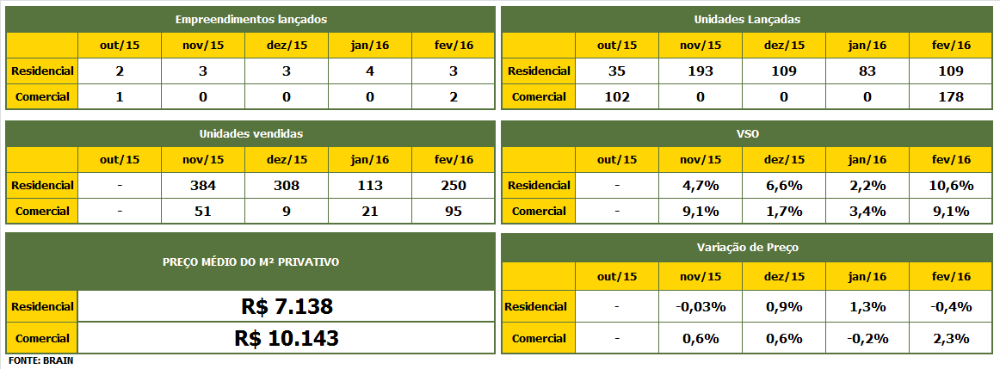 Empreendimentos lançados
out/15 nov/15 dez/15 jan/16 fev/16
Residencial 2 3 3 4 3
Comercial 1 0 0 0 2
Unidades Lançadas
out/15 nov/15 dez/15 jan/16 fev/16
Residencial 35 193 109 83 109
Comercial 102 0 0 0 178
Unidades vendidas
out/15 nov/15 dez/15 jan/16 fev/16
Residencial - 384 308 113 250
Comercial - 51 9 21 95
VSO
out/15 nov/15 dez/15 jan/16 fev/16
Residencial - 4,7% 6,6% 2,2% 10,6%
Comercial - 9,1% 1,7% 3,4% 9,1%
PREÇO MÉDIO DO M² PRIVATIVO
Residencial R$ 7.138
Comercial R$ 10.143
Variação de Preço
out/15 nov/15 dez/15 jan/16 fev/16
Residencial - -0,03% 0,9% 1,3% -0,4%
Comercial - 0,6% 0,6% -0,2% 2,3%
FONTE: BRAIN